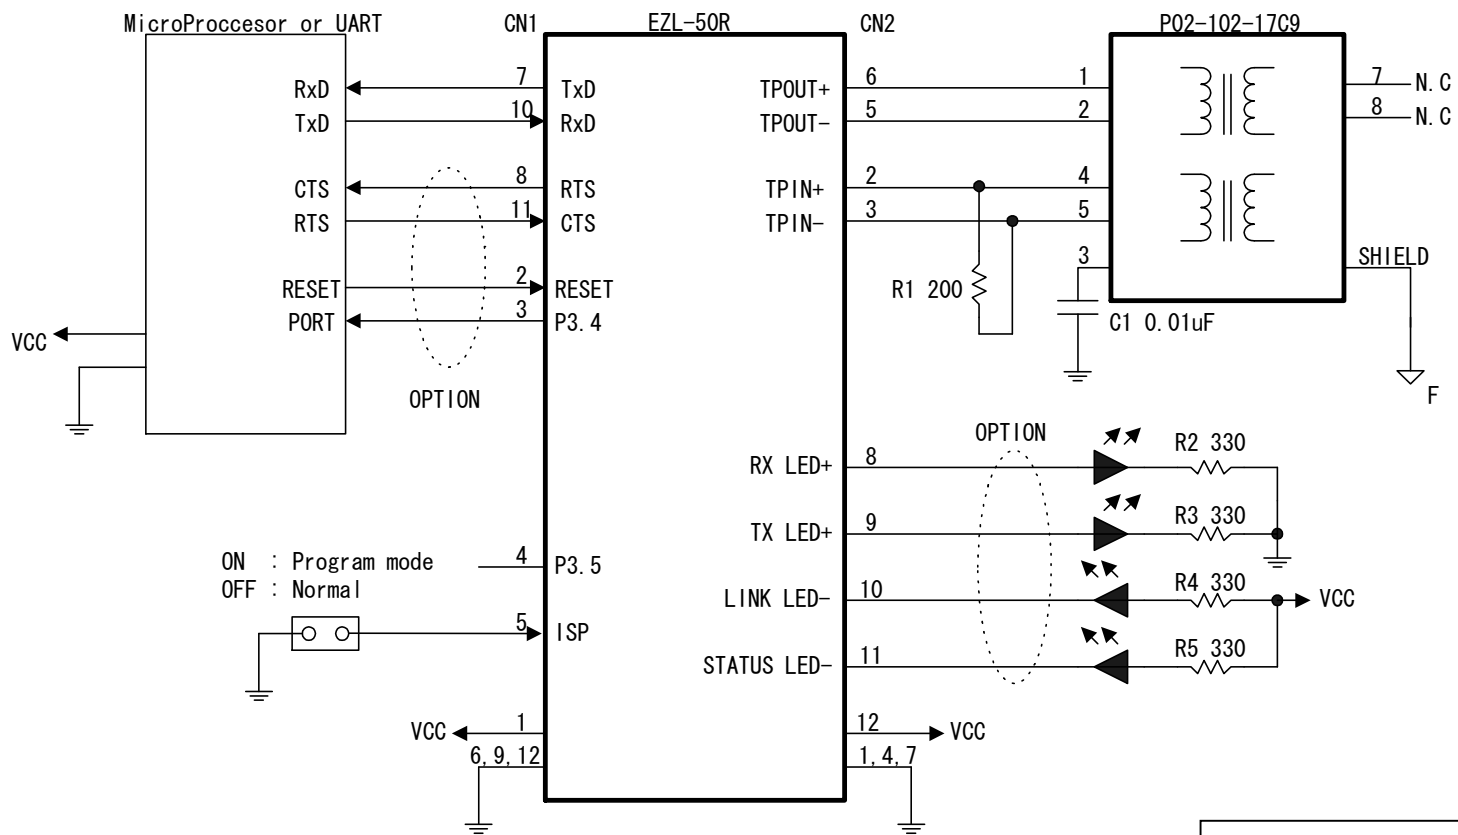 MicroProccesor or UART
CN1
EZL-50R
CN2
PO2-102-17C9
RxD
7
TxD
TPOUT+
6
1
7
N.C
TxD
10
RxD
TPOUT-
5
2
8
N.C
CTS
8
RTS
TPIN+
2
4
RTS
11
CTS
TPIN-
3
5
3
SHIELD
RESET
2
RESET
R1 200
PORT
3
P3.4
C1 0.01uF
VCC
OPTION
F
OPTION
R2 330
RX LED+
8
R3 330
TX LED+
9
ON : Program mode
4
P3.5
OFF : Normal
R4 330
LINK LED-
10
VCC
5
ISP
R5 330
STATUS LED-
11
VCC
1
12
VCC
6,9,12
1,4,7